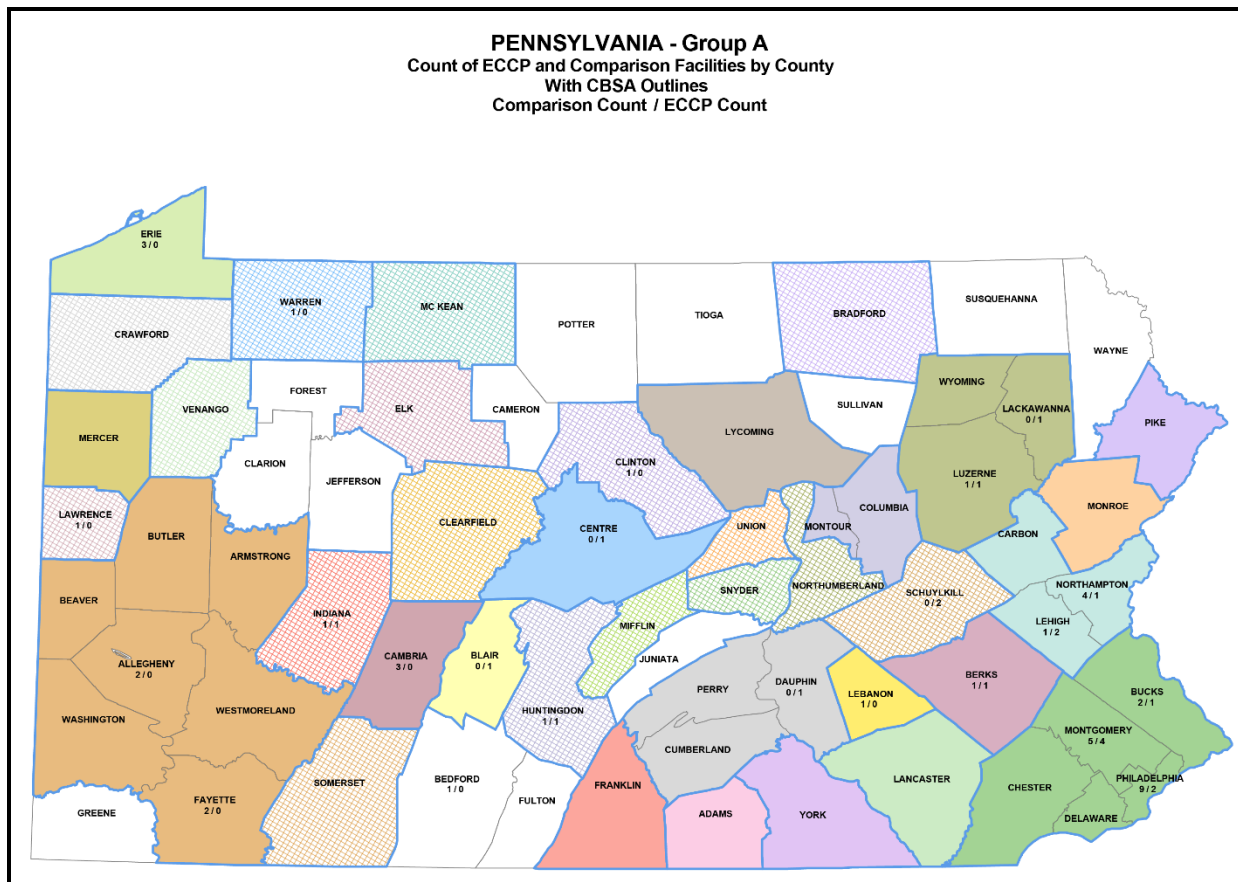 PENNSYLVANIA - Group A
Count of ECCP and Comparison Facilities by County
With CBSA Outlines
Comparison Count / ECCP Count
ERIE
3 / 0
WARREN
1 / 0
MC KEAN
POTTER
TIOGA
BRADFORD
SUSQUEHANNA
WAYNE
CRAWFORD
VENANGO
FOREST
ELK
CAMERON
CLINTON
1 / 0
LYCOMING
SULLIVAN
WYOMING
LACKAWANNA
0 / 1
PIKE
MERCER
CLARION
JEFFERSON
LUZERNE
1 / 1
LAWRENCE
1 / 0
BUTLER
ARMSTRONG
CLEARFIELD
CENTRE
0 / 1
UNION
MONTOUR
COLUMBIA
CARBON
MONROE
BEAVER
INDIANA
1 / 1
SNYDER
NORTHUMBERLAND
SCHUYLKILL
0 / 2
NORTHAMPTON
4 / 1
LEHIGH
1 / 2
ALLEGHENY
2 / 0
CAMBRIA
3 / 0
BLAIR
0 / 1
MIFFLIN
JUNIATA
WASHINGTON
WESTMORELAND
HUNTINGDON
1 / 1
PERRY
DAUPHIN
0 / 1
LEBANON
1 / 0
BERKS
1 / 1
BUCKS
2 / 1
MONTGOMERY
5 / 4
CUMBERLAND
GREENE
FAYETTE
2 / 0
SOMERSET
BEDFORD
1 / 0
FULTON
FRANKLIN
ADAMS
YORK
LANCASTER
CHESTER
PHILADELPHIA
9 / 2
DELAWARE